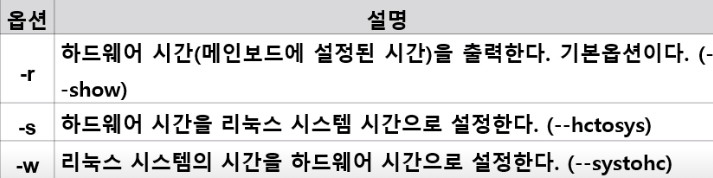 옵션 설명
-r 하드웨어 시간(메인보드에 설정된 시간)을 출력한다. 기본옵션이다. (-
-show)
-s 하드웨어 시간을 리눅스 시스템 시간으로 설정한다. (--hctosys)
-w 리눅스 시스템의 시간을 하드웨어 시간으로 설정한다. (--systohc)